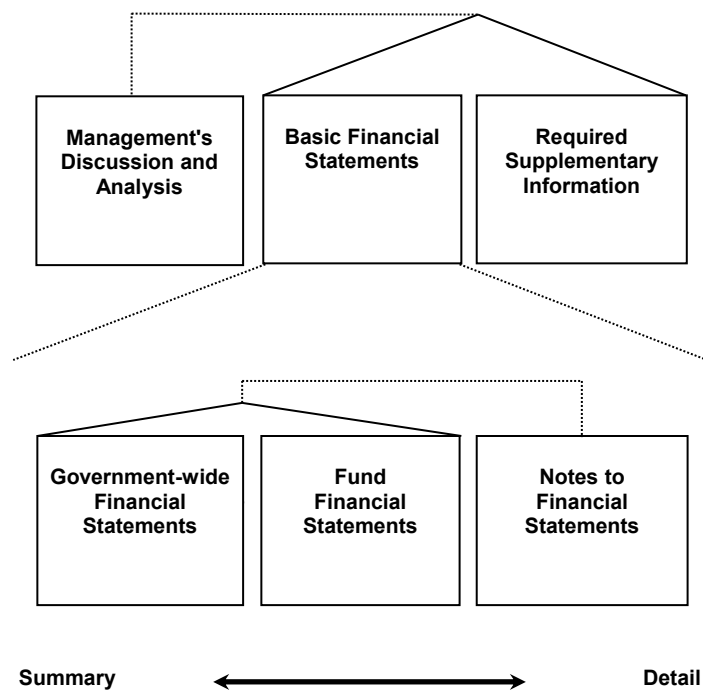 Management's
Discussion and
Analysis
Basic Financial
Statements
Required
Supplementary
Information
Government-wide
Financial
Statements
Fund
Financial
Statements
Notes to
Financial
Statements
Summary
Detail